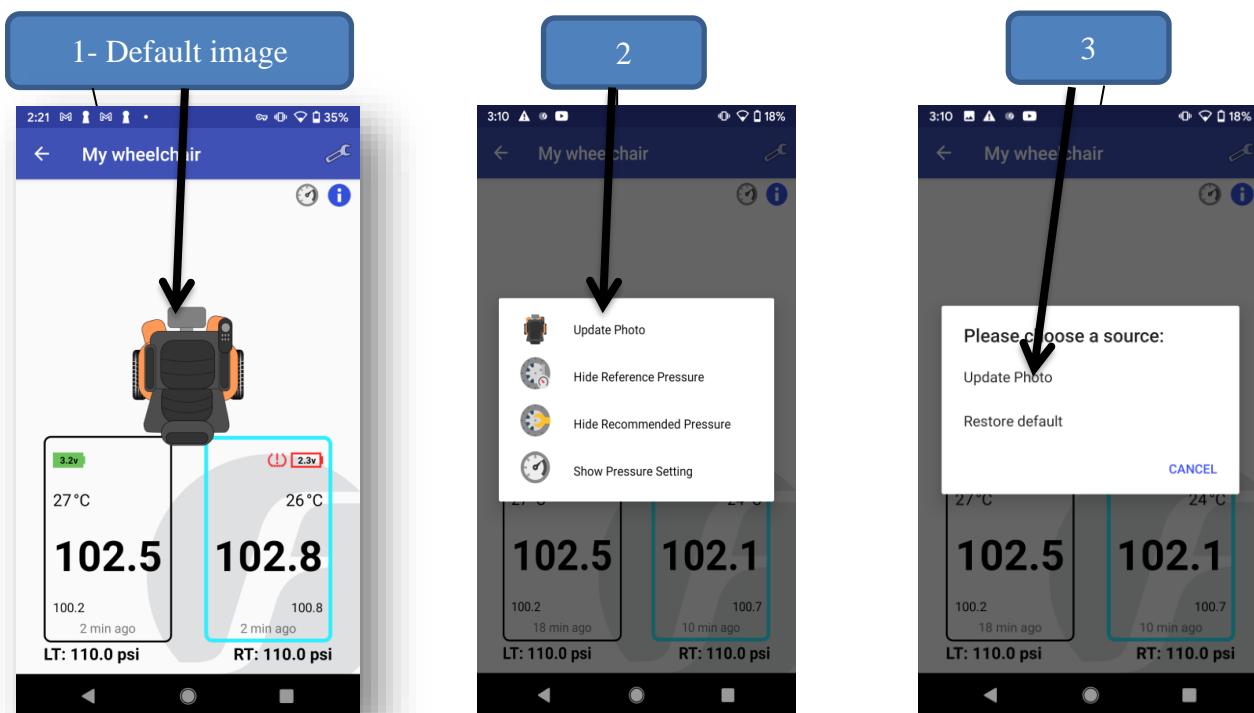 1- Default image
2
3
2:21 35%
My wheelchair
3.2v
2.3v
27°C
26°C
102.5
102.8
100.2
100.8
2 min ago
2 min ago
LT: 110.0 psi
RT: 110.0 psi
3:10 18%
My wheelchair
Update Photo
Hide Reference Pressure
Hide Recommended Pressure
Show Pressure Setting
27°C
24°C
102.5
102.1
100.2
100.7
18 min ago
10 min ago
LT: 110.0 psi
RT: 110.0 psi
3:10 18%
My wheelchair
Please choose a source:
Update Photo
Restore default
CANCEL
27°C
24°C
102.5
102.1
100.2
100.7
18 min ago
10 min ago
LT: 110.0 psi
RT: 110.0 psi